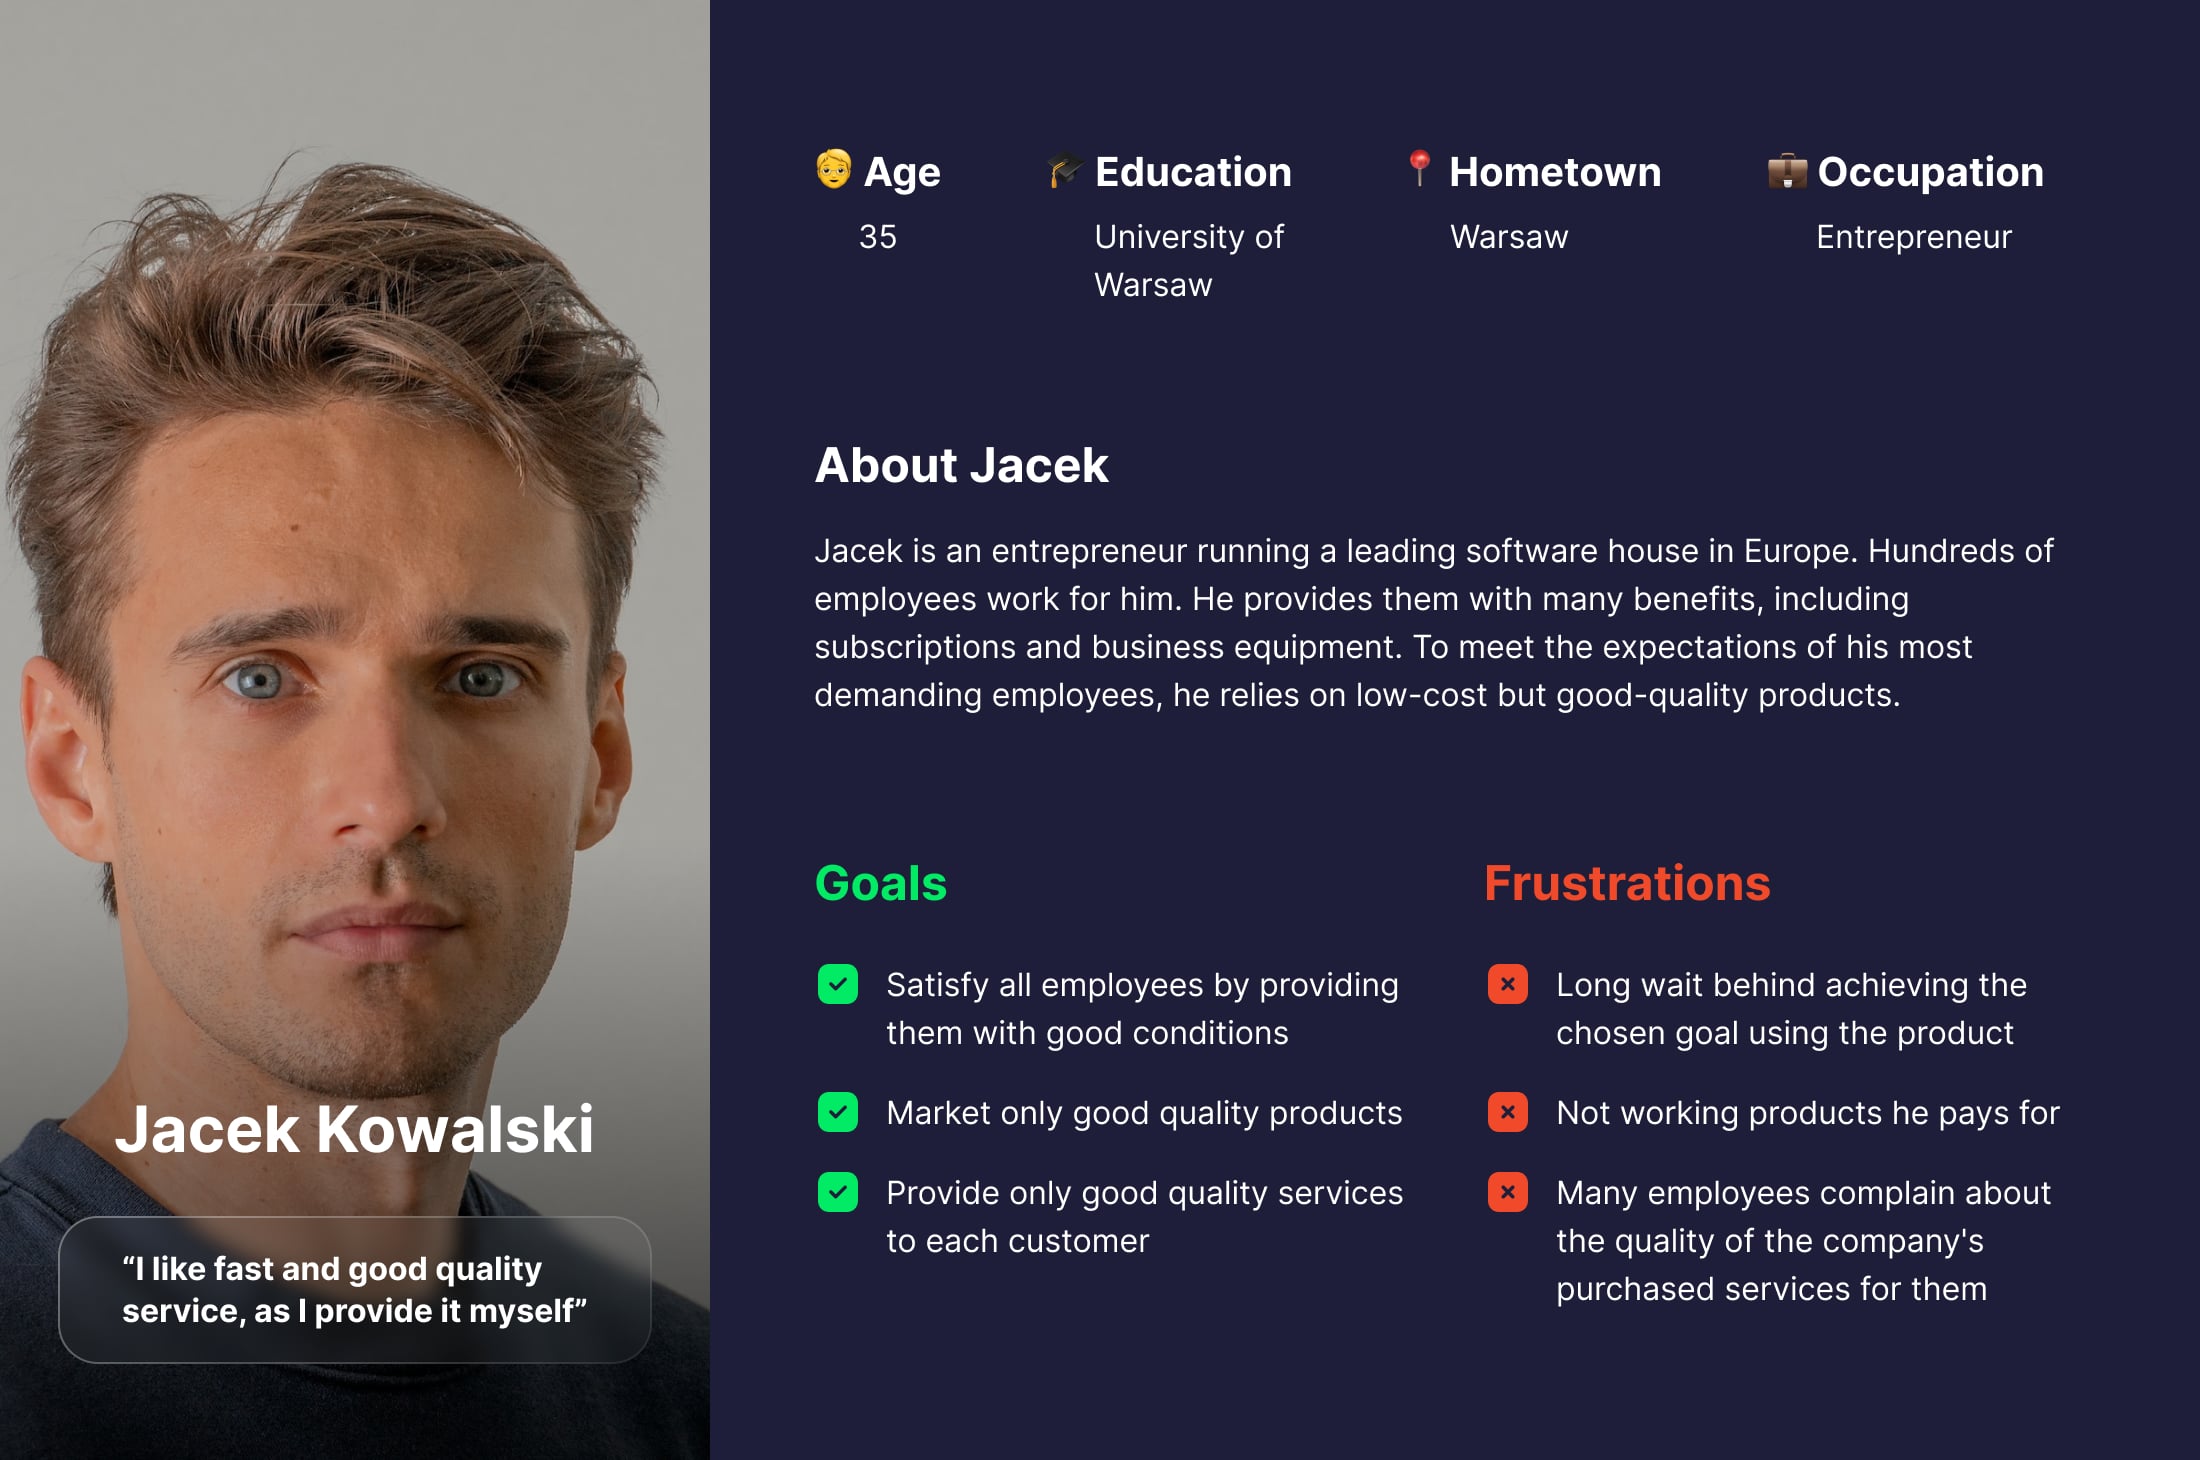 Age
35
Education
University of
Warsaw
Hometown
Warsaw
Occupation
Entrepreneur
About Jacek
Jacek is an entrepreneur running a leading software house in Europe. Hundreds of
employees work for him. He provides them with many benefits, including
subscriptions and business equipment. To meet the expectations of his most
demanding employees, he relies on low-cost but good-quality products.
Goals
Satisfy all employees by providing
them with good conditions
Market only good quality products
Provide only good quality services
to each customer
Frustrations
Long wait behind achieving the
chosen goal using the product
Not working products he pays for
Many employees complain about
the quality of the company's
purchased services for them
Jacek Kowalski
“I like fast and good quality
service, as I provide it myself”